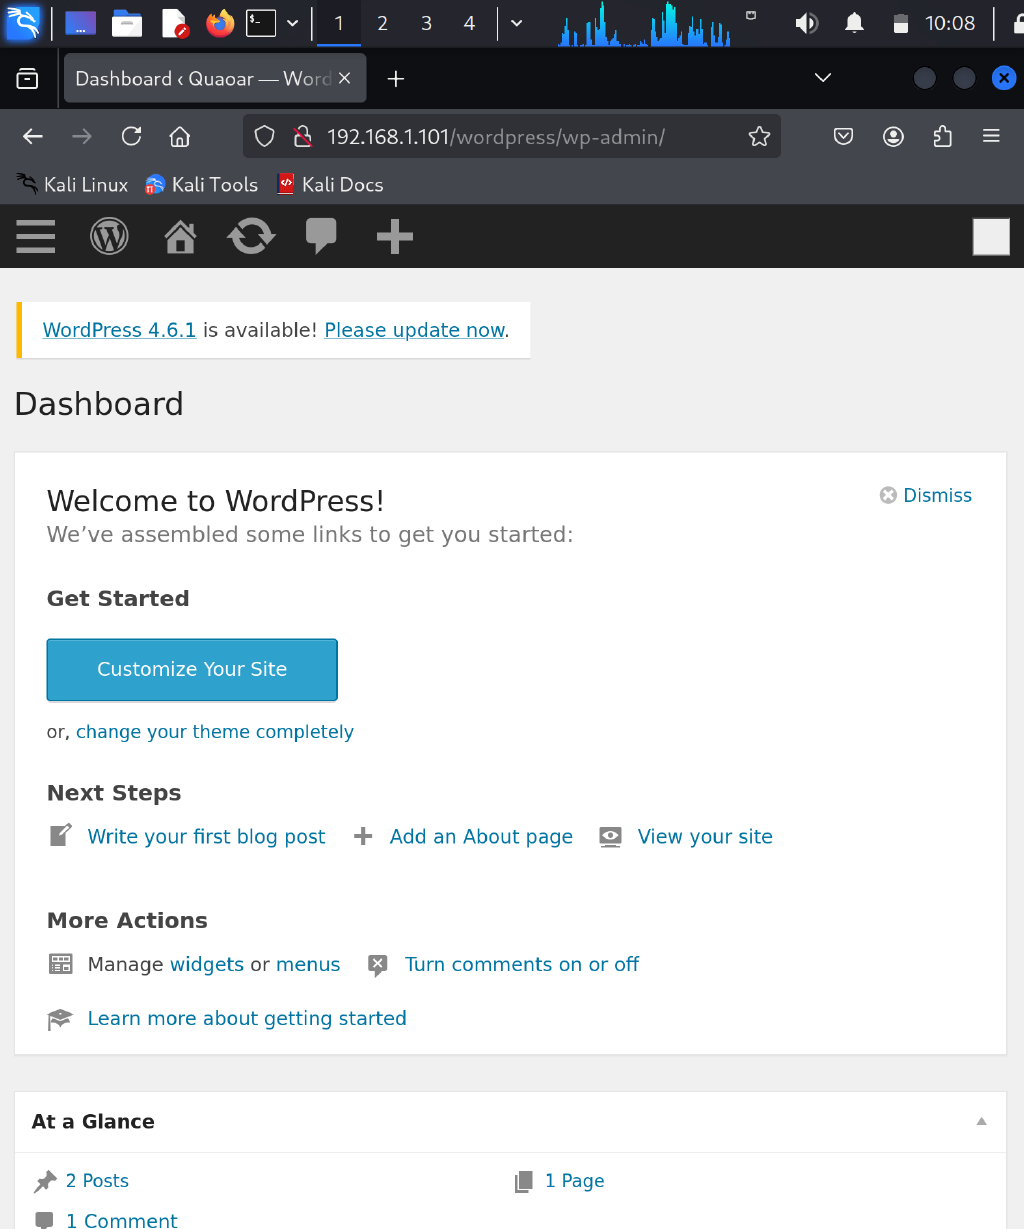 1 2 3 4 10:08
Dashboard ‹ Quaoar — Word
192.168.1.101/wordpress/wp-admin/
Kali Linux Kali Tools Kali Docs
WordPress 4.6.1 is available! Please update now.
Dashboard
Welcome to WordPress!
Dismiss
We’ve assembled some links to get you started:
Get Started
Customize Your Site
or, change your theme completely
Next Steps
Write your first blog post Add an About page View your site
More Actions
Manage widgets or menus Turn comments on or off
Learn more about getting started
At a Glance
2 Posts 1 Page
1 Comment